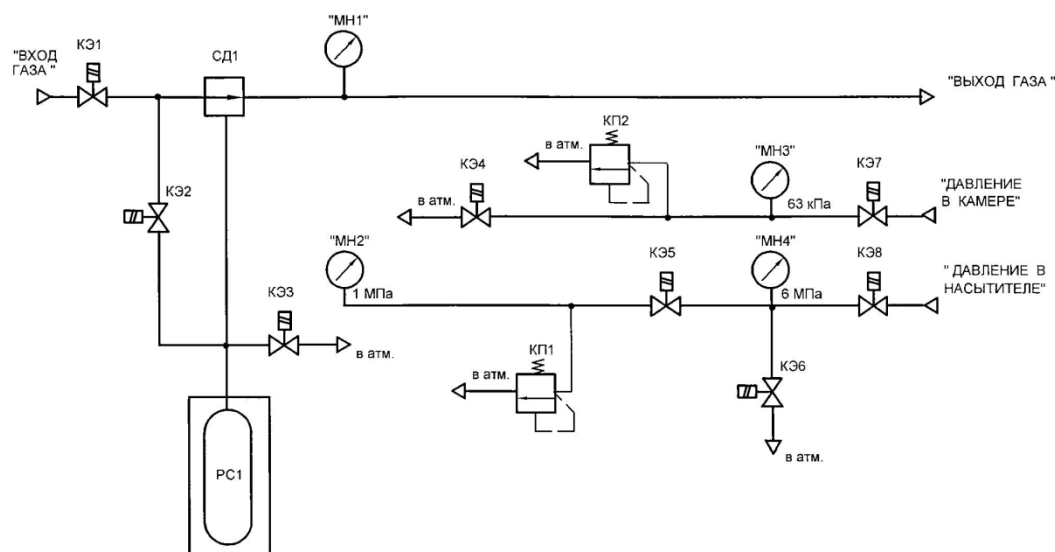 "МН1"
КЭ1
СД1
"ВХОД
ГАЗА"
"ВЫХОД ГАЗА"
КП2
в атм.
"МН3"
КЭ4
КЭ7
"ДАВЛЕНИЕ
В КАМЕРЕ"
КЭ2
в атм.
63 кПа
"МН2"
"МН4"
КЭ5
КЭ8
" ДАВЛЕНИЕ В
НАСЫТИТЕЛЕ"
1 МПа
6 МПа
КЭ3
в атм.
КП1
КЭ6
в атм.
в атм.
РС1